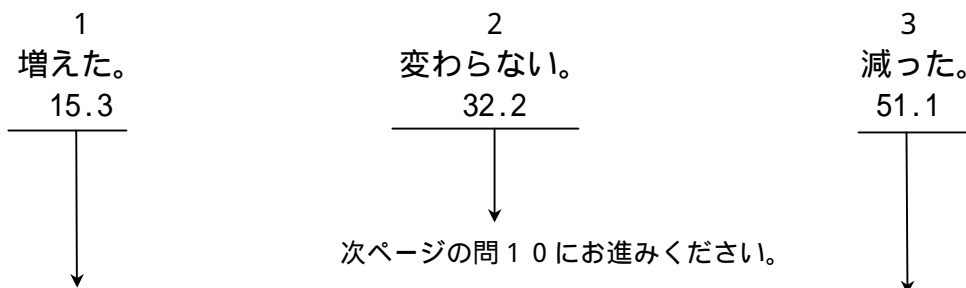 1 2 3
増えた。 変わらない。 減った。
15.3 32.2 51.1
次ページの問１０にお進みください。